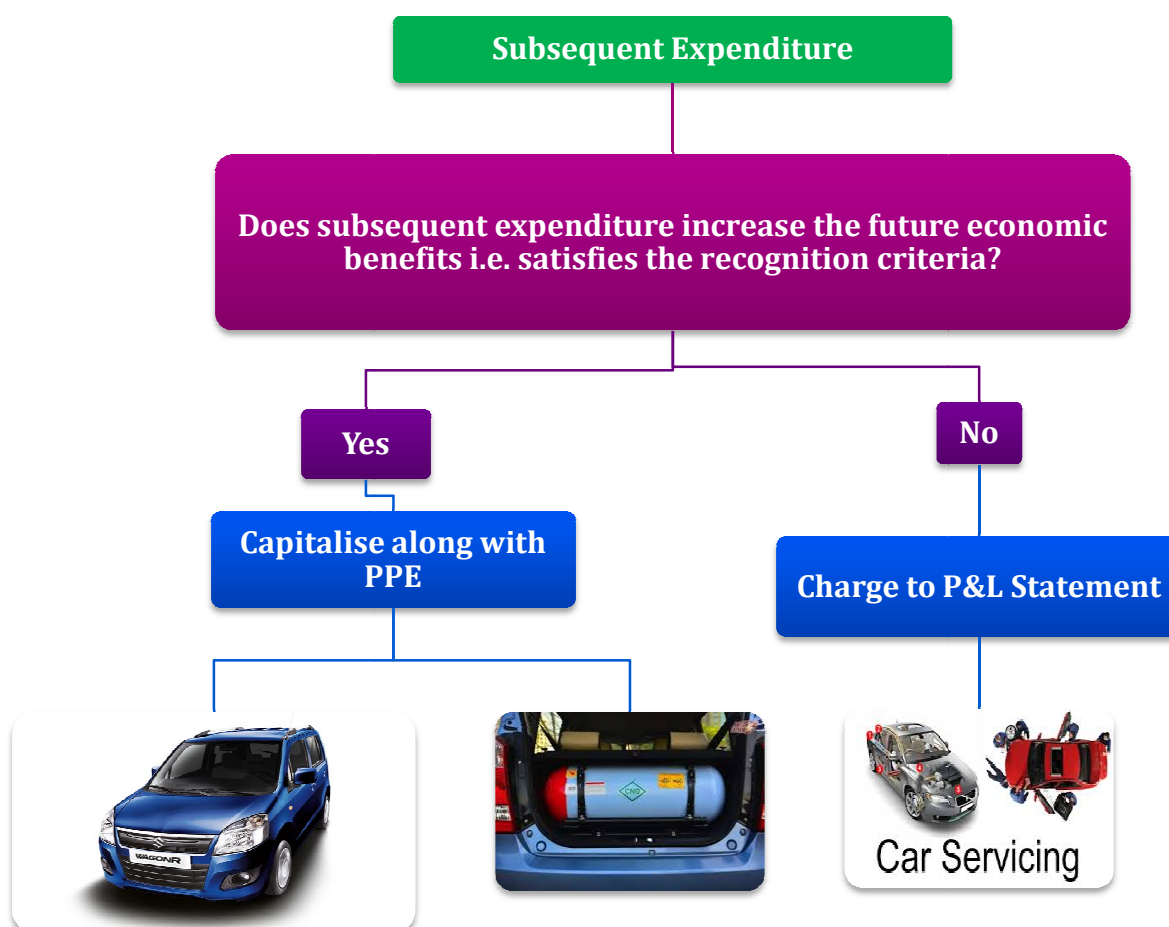 Subsequent Expenditure
Does subsequent expenditure increase the future economic
benefits i.e. satisfies the recognition criteria?
Yes
No
Capitalise along with
PPE
Charge to P&L Statement
WAGONR
CNG
Car Servicing